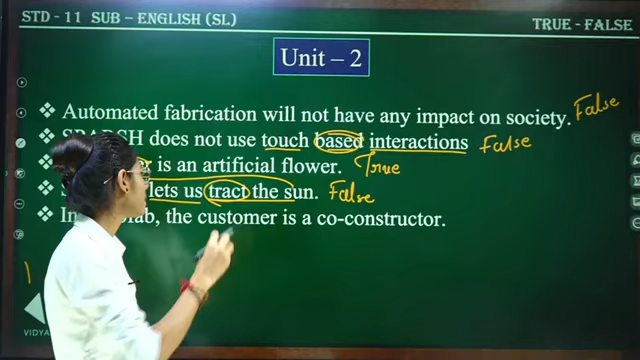 STD - 11 SUB – ENGLISH (SL)
TRUE - FALSE
Unit – 2
❖ Automated fabrication will not have any impact on society. False
❖ SPARSH does not use touch based interactions False
❖ is an artificial flower. True
❖ lets us tract the sun. False
❖ the customer is a co-constructor.
VIDYA